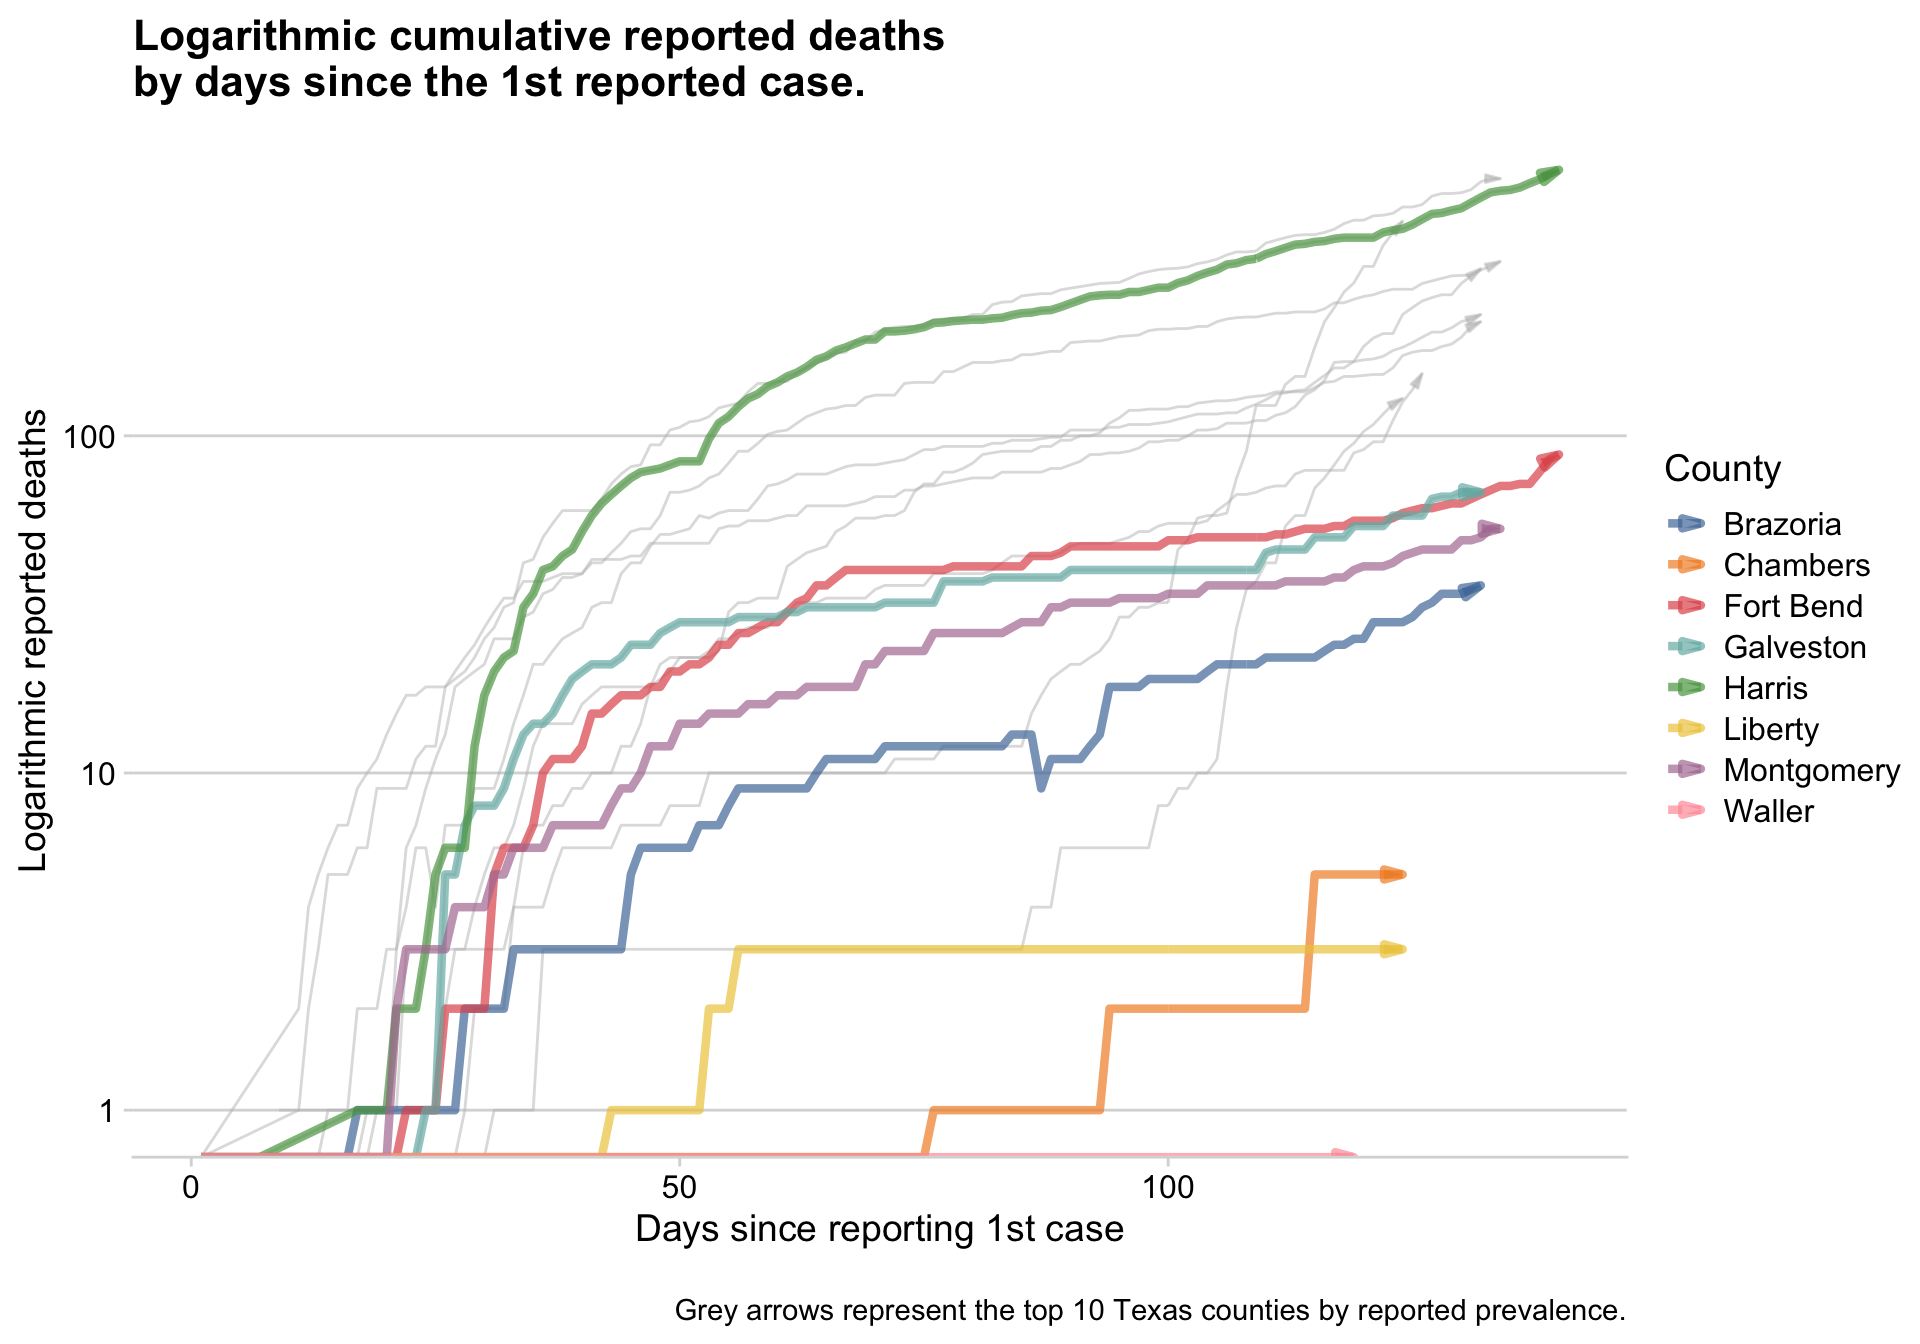 Logarithmic cumulative reported deaths
by days since the 1st reported case.
Logarithmic reported deaths
100
10
1
0
50
100
Days since reporting 1st case
County
Brazoria
Chambers
Fort Bend
Galveston
Harris
Liberty
Montgomery
Waller
Grey arrows represent the top 10 Texas counties by reported prevalence.